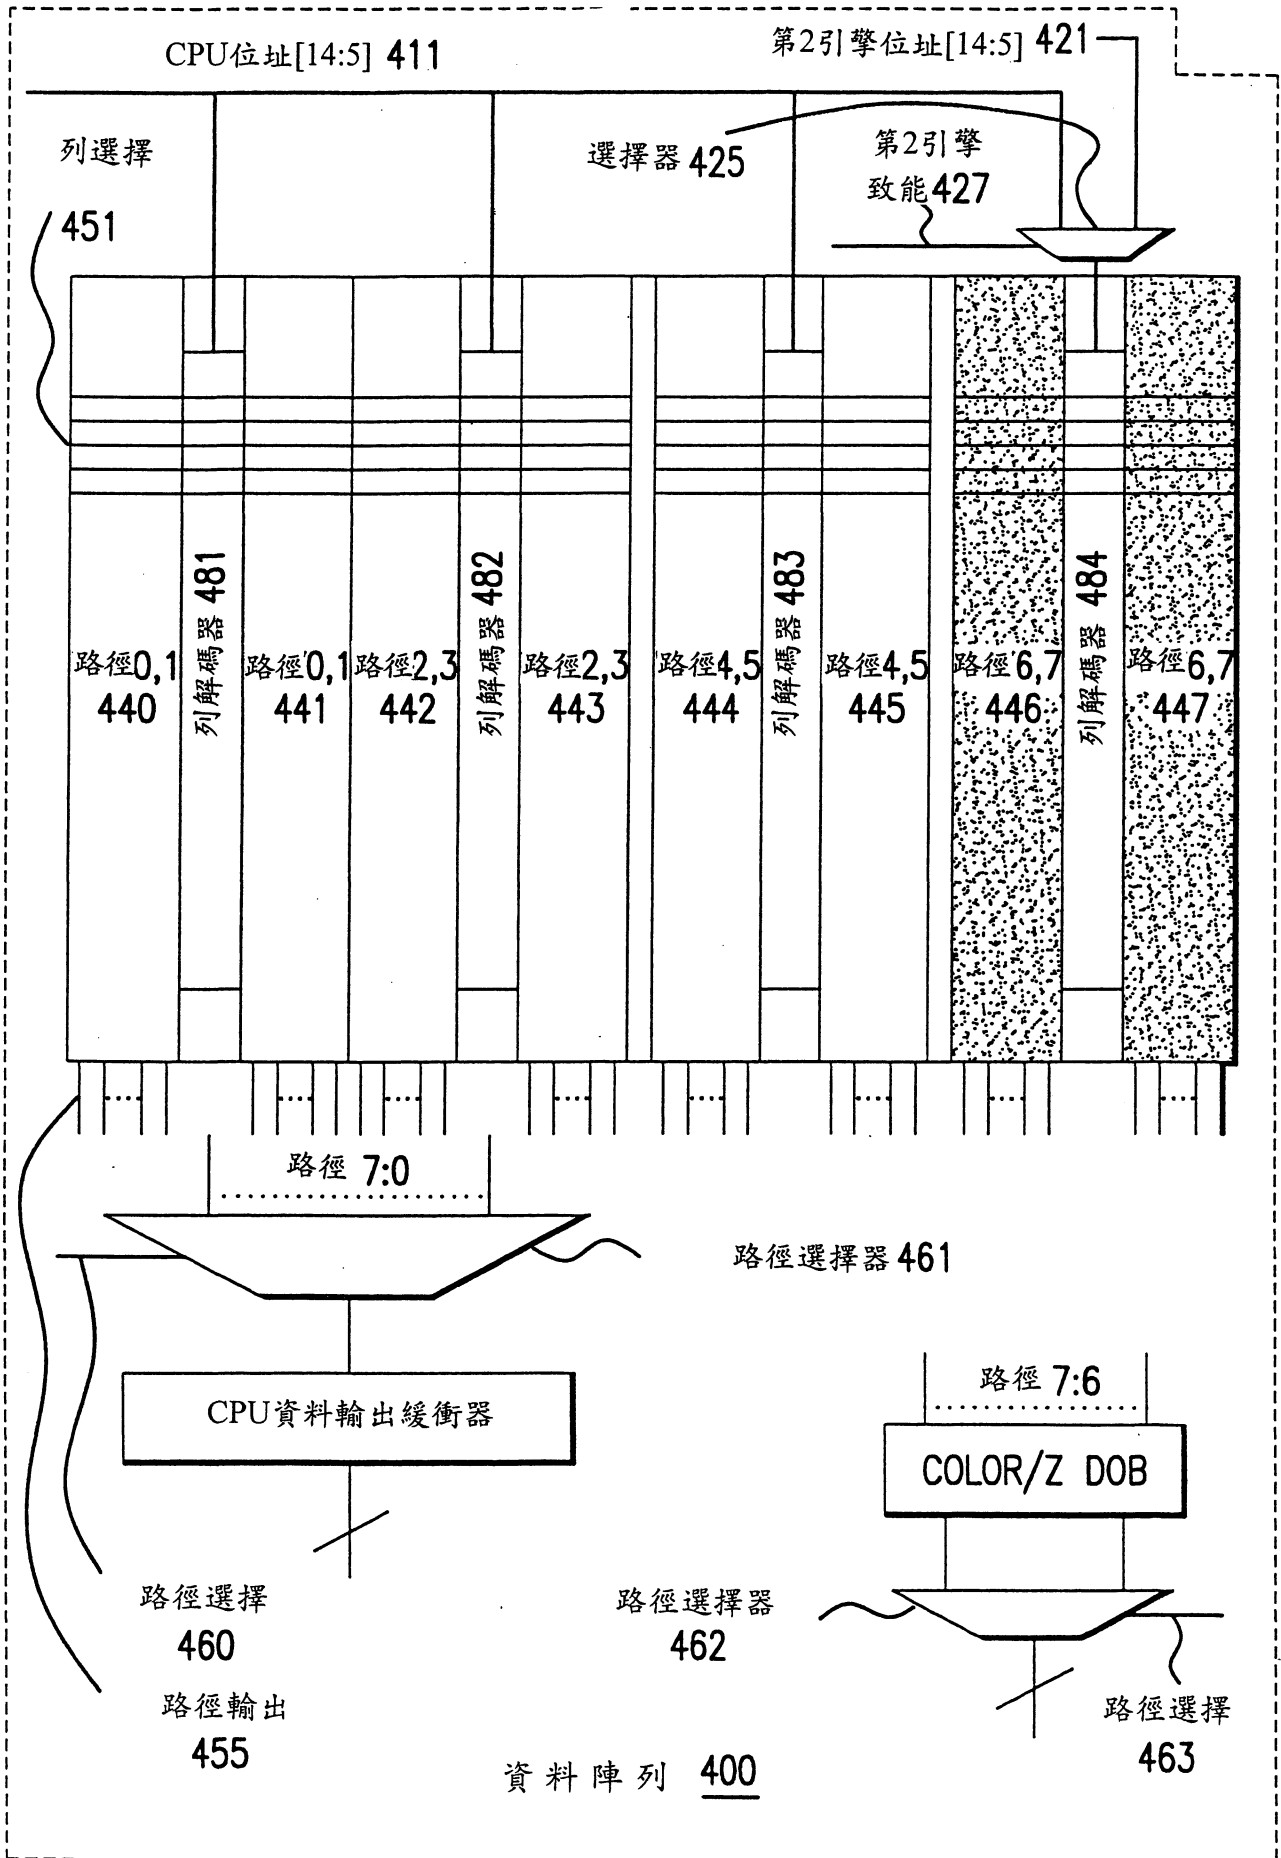 CPU位址[14:5] 411
第2引擎位址[14:5] 421
列選擇
451
選擇器 425
第2引擎
致能 427
路徑0,1
440
列解碼器 481
路徑0,1
441
路徑2,3
442
列解碼器 482
路徑2,3
443
路徑4,5
444
列解碼器 483
路徑4,5
445
路徑6,7
446
列解碼器 484
路徑6,7
447
路徑 7:0
路徑選擇器 461
CPU資料輸出緩衝器
路徑 7:6
COLOR/Z DOB
路徑選擇
460
路徑選擇器
462
路徑輸出
455
路徑選擇
463
資料陣列 400